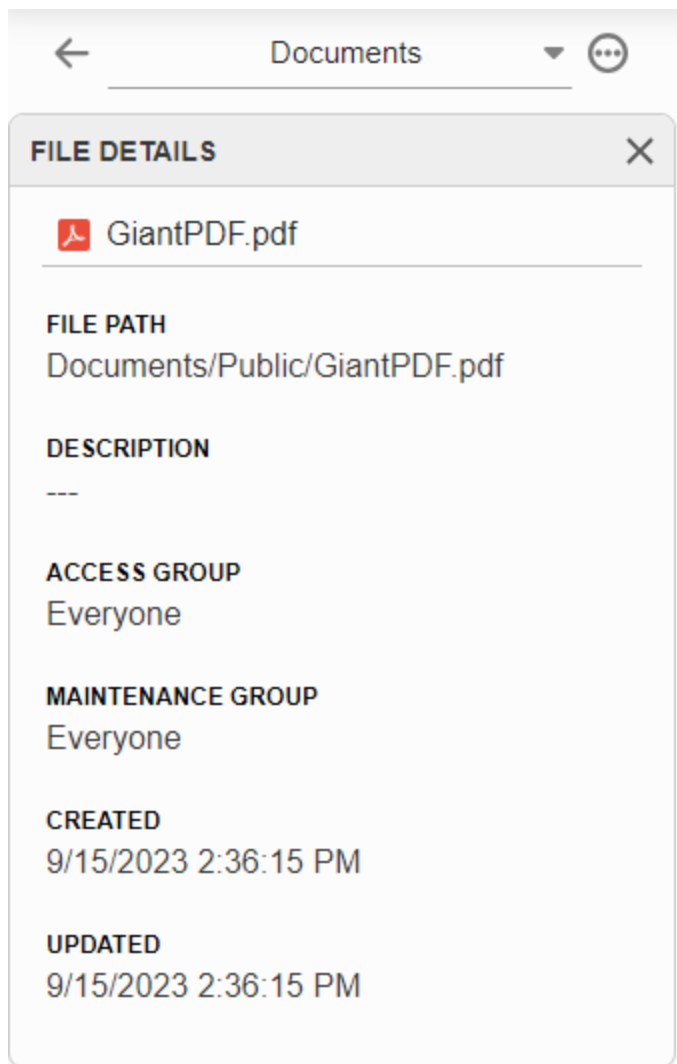 Documents
FILE DETAILS
GiantPDF.pdf
FILE PATH
Documents/Public/GiantPDF.pdf
DESCRIPTION
---
ACCESS GROUP
Everyone
MAINTENANCE GROUP
Everyone
CREATED
9/15/2023 2:36:15 PM
UPDATED
9/15/2023 2:36:15 PM